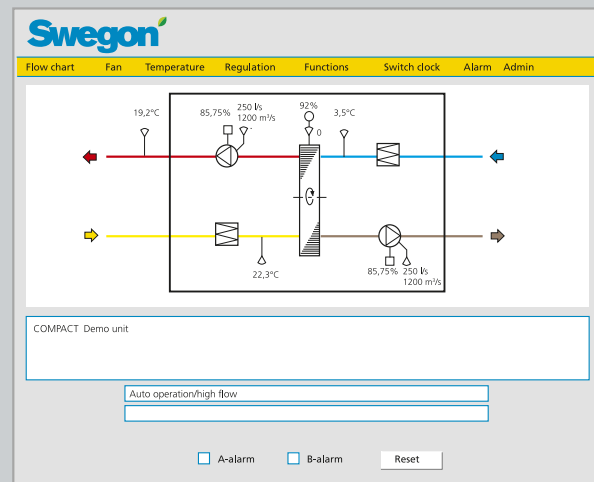 Swegon
Flow chart Fan Temperature Regulation Functions Switch clock Alarm Admin
19,2°C
85,75%
250 l/s
1200 m³/s
-
92%
0
3,5°C
22,3°C
85,75%
250 l/s
1200 m³/s
COMPACT Demo unit
Auto operation/high flow
A-alarm B-alarm Reset